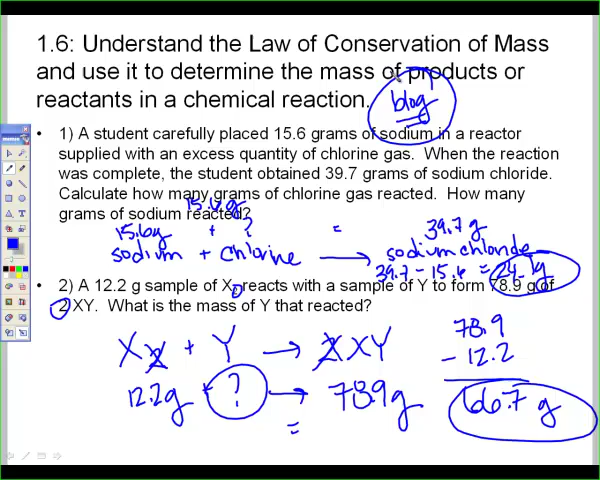 1.6: Understand the Law of Conservation of Mass
and use it to determine the mass of products or
reactants in a chemical reaction.
blog
• 1) A student carefully placed 15.6 grams of sodium in a reactor
supplied with an excess quantity of chlorine gas. When the reaction
was complete, the student obtained 39.7 grams of sodium chloride.
Calculate how many grams of chlorine gas reacted. How many
grams of sodium reacted?
15.6g
15.6g + ? = 39.7 g
sodium + chlorine → sodium chloride
39.7 - 15.6 = 24.1g
• 2) A 12.2 g sample of X2 reacts with a sample of Y to form 78.9 g of
2 XY. What is the mass of Y that reacted?
X2 + Y → 2XY
12.2g + ? → 78.9g
=
78.9
- 12.2
66.7 g